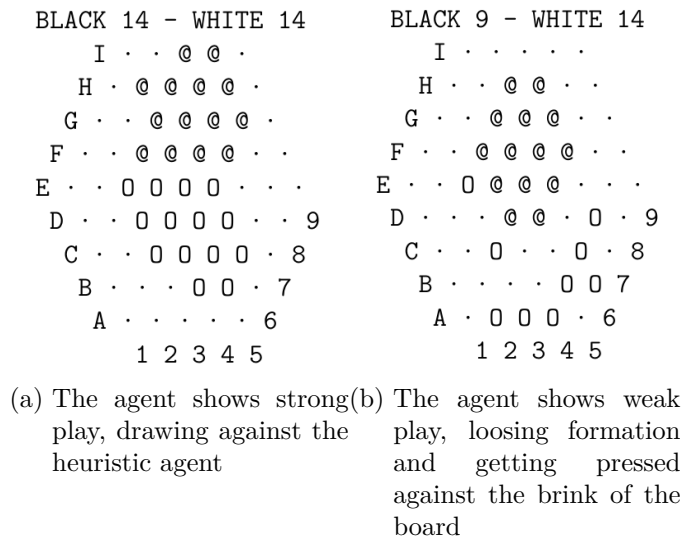 BLACK 14 - WHITE 14
I · · @ @ ·
H · @ @ @ @ ·
G · · @ @ @ @ ·
F · · @ @ @ @ · ·
E · · O O O O · · ·
D · · O O O O · · 9
C · · O O O O · 8
B · · · O O · 7
A · · · · · 6
1 2 3 4 5
(a) The agent shows strong
play, drawing against the
heuristic agent
BLACK 9 - WHITE 14
I · · · · ·
H · · @ @ · ·
G · · @ @ @ · ·
F · · @ @ @ @ · ·
E · · O @ @ @ · · ·
D · · · @ @ · O · 9
C · · O · · O · 8
B · · · · O O 7
A · O O O · 6
1 2 3 4 5
(b) The agent shows weak
play, loosing formation
and getting pressed
against the brink of the
board